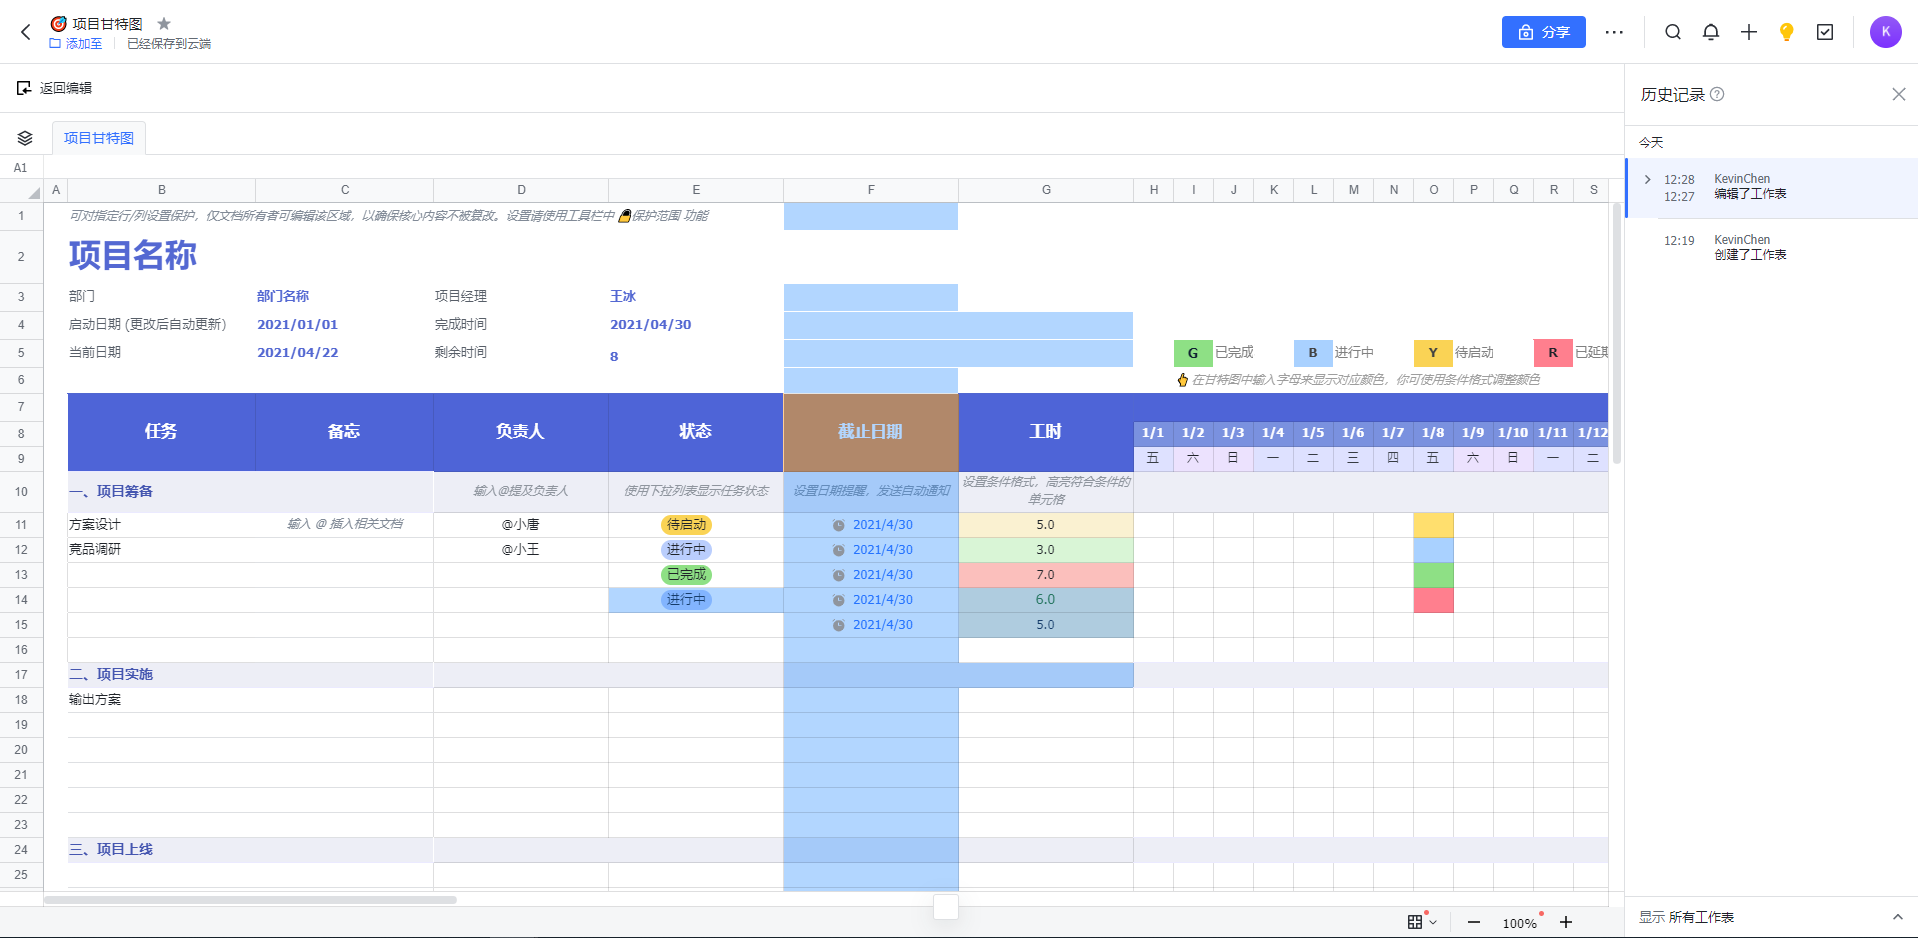 项目甘特图
添加至 已经保存到云端
分享
K
返回编辑
历史记录
项目甘特图
今天
A1
12:28 KevinChen
12:27 编辑了工作表
12:19 KevinChen
创建了工作表
A B C D E F G H I J K L M N O P Q R S
1 可对指定行/列设置保护，仅文档所有者可编辑该区域，以确保核心内容不被篡改。设置请使用工具栏中 保护范围 功能
2 项目名称
3 部门 部门名称 项目经理 王冰
4 启动日期 (更改后自动更新) 2021/01/01 完成时间 2021/04/30
5 当前日期 2021/04/22 剩余时间 8 G 已完成 B 进行中 Y 待启动 R 已延期
6 在甘特图中输入字母来显示对应颜色，你可使用条件格式调整颜色
7 任务 备忘 负责人 状态 截止日期 工时
8 1/1 1/2 1/3 1/4 1/5 1/6 1/7 1/8 1/9 1/10 1/11 1/12
9 五 六 日 一 二 三 四 五 六 日 一 二
10 一、项目筹备 输入@提及负责人 使用下拉列表显示任务状态 设置日期提醒，发送自动通知 设置条件格式，高亮符合条件的
单元格
11 方案设计 输入 @ 插入相关文档 @小唐 待启动 2021/4/30 5.0
12 竞品调研 @小王 进行中 2021/4/30 3.0
13 已完成 2021/4/30 7.0
14 进行中 2021/4/30 6.0
15 2021/4/30 5.0
16
17 二、项目实施
18 输出方案
19
20
21
22
23
24 三、项目上线
25
100%
显示 所有工作表